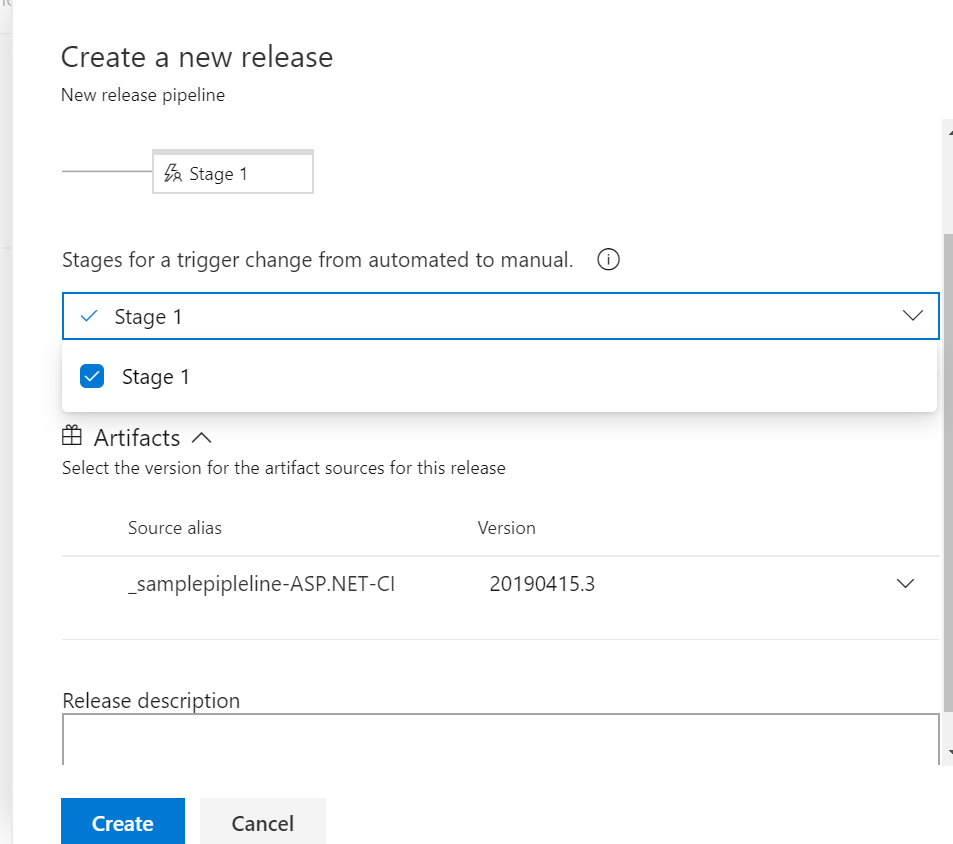 Create a new release
New release pipeline
Stage 1
Stages for a trigger change from automated to manual.
Stage 1
Stage 1
Artifacts
Select the version for the artifact sources for this release
Source alias Version
_samplepipleline-ASP.NET-CI 20190415.3
Release description
Create Cancel